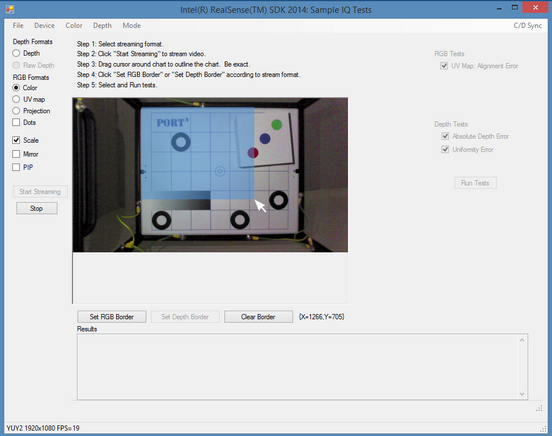 Intel(R) RealSense(TM) SDK 2014: Sample IQ Tests
File Device Color Depth Mode C/D Sync
Depth Formats
Depth
Raw Depth
RGB Formats
Color
UV map
Projection
Dots
Scale
Mirror
PIP
Start Streaming
Stop
Step 1: Select streaming format.
Step 2: Click "Start Streaming" to stream video.
Step 3: Drag cursor around chart to outline the chart. Be exact.
Step 4: Click "Set RGB Border" or "Set Depth Border" according to stream format.
Step 5: Select and Run tests.
PORT
RGB Tests
UV Map: Alignment Error
Depth Tests
Absolute Depth Error
Uniformity Error
Run Tests
Set RGB Border Set Depth Border Clear Border {X=1266,Y=705}
Results
YUY2 1920x1080 FPS=19